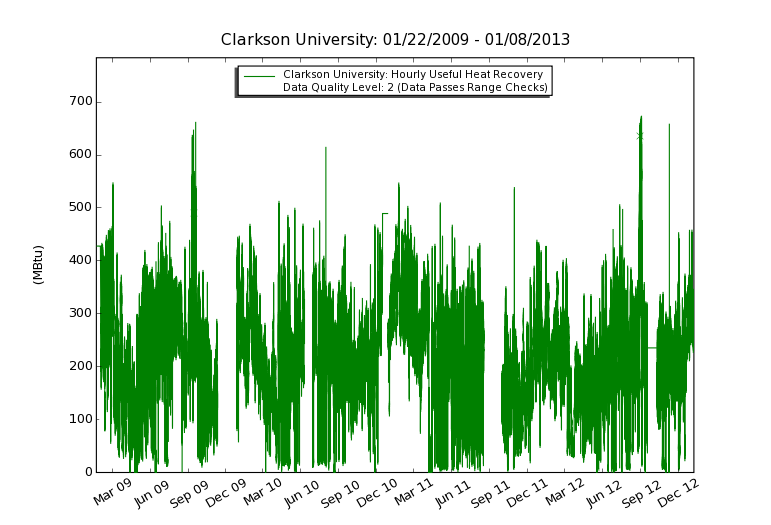 Clarkson University: 01/22/2009 - 01/08/2013
Clarkson University: Hourly Useful Heat Recovery
Data Quality Level: 2 (Data Passes Range Checks)
(MBtu)
700
600
500
400
300
200
100
0
Mar 09
Jun 09
Sep 09
Dec 09
Mar 10
Jun 10
Sep 10
Dec 10
Mar 11
Jun 11
Sep 11
Dec 11
Mar 12
Jun 12
Sep 12
Dec 12